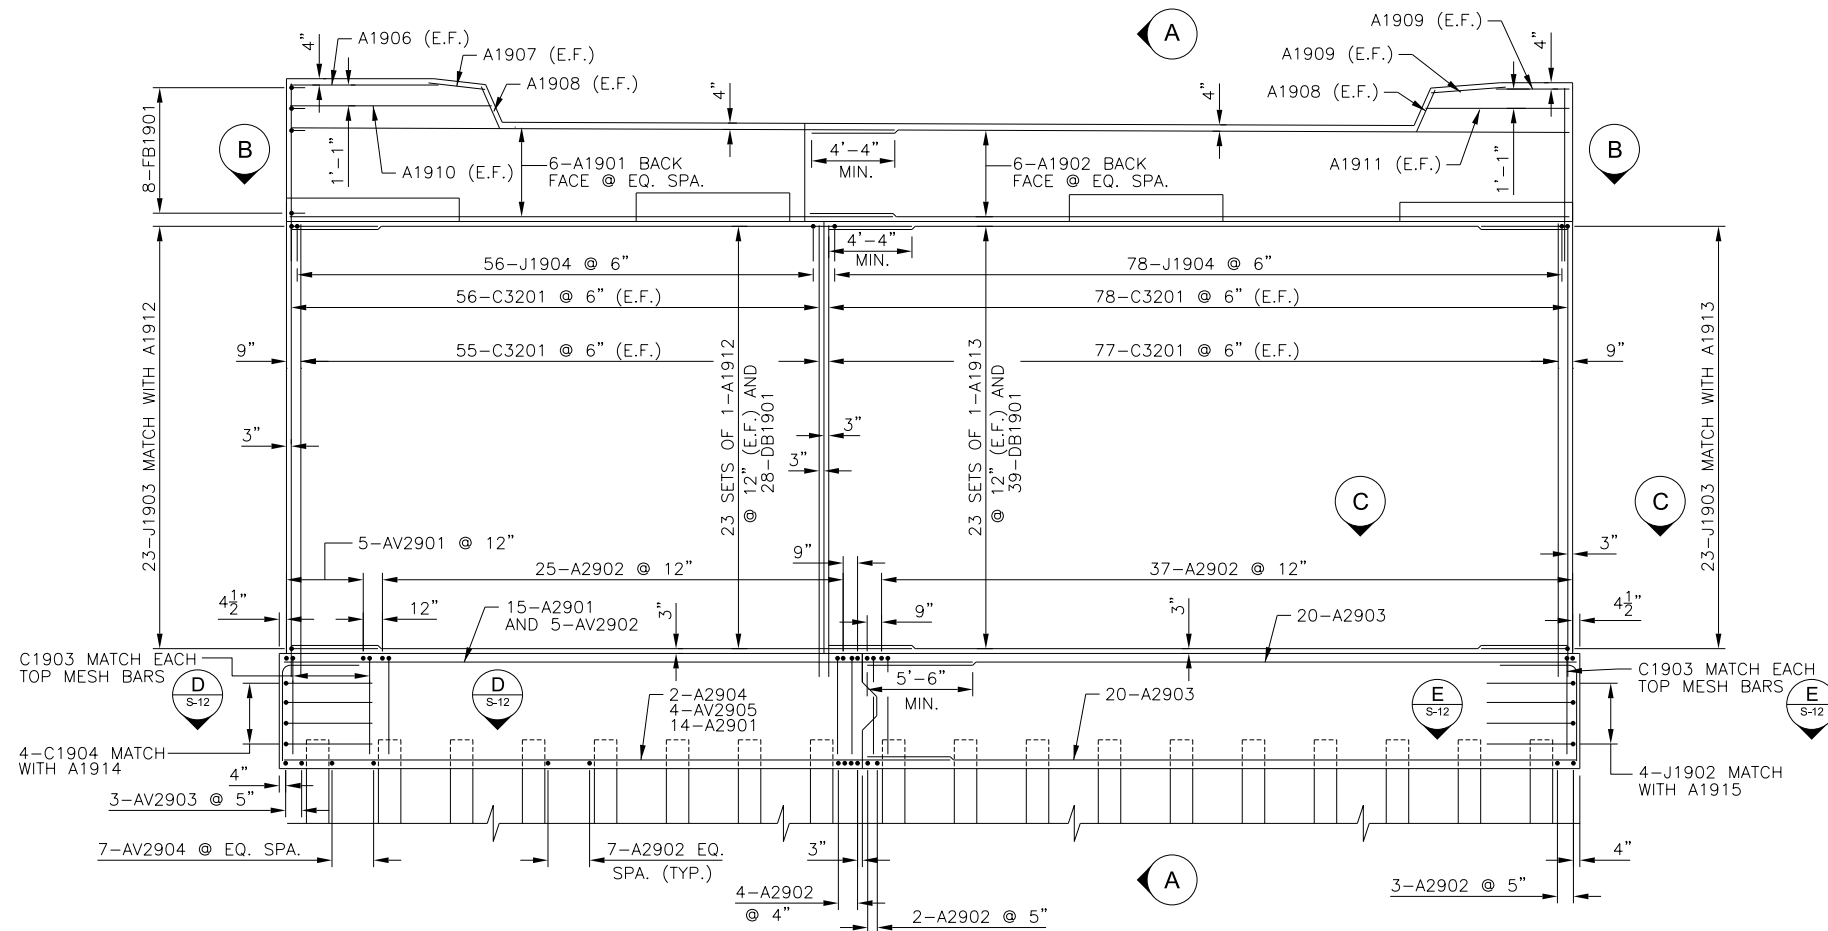 A1909 (E.F.)
A
4"
A1906 (E.F.)
A1907 (E.F.)
A1909 (E.F.)
4"
A1908 (E.F.)
4"
4"
A1908 (E.F.)
8-FB1901
B
1'-1"
A1910 (E.F.)
6-A1901 BACK
FACE @ EQ. SPA.
4'-4"
MIN.
6-A1902 BACK
FACE @ EQ. SPA.
A1911 (E.F.)
1'-1"
B
4'-4"
MIN.
56-J1904 @ 6"
78-J1904 @ 6"
56-C3201 @ 6" (E.F.)
78-C3201 @ 6" (E.F.)
9"
55-C3201 @ 6" (E.F.)
77-C3201 @ 6" (E.F.)
9"
23-J1903 MATCH WITH A1912
23 SETS OF 1-A1912
@ 12" (E.F.) AND
28-DB1901
23 SETS OF 1-A1913
@ 12" (E.F.) AND
39-DB1901
23-J1903 MATCH WITH A1913
3"
3"
3"
C
C
5-AV2901 @ 12"
9"
3"
25-A2902 @ 12"
37-A2902 @ 12"
4½"
12"
15-A2901
AND 5-AV2902
3"
9"
3"
20-A2903
4½"
C1903 MATCH EACH
TOP MESH BARS
D
S-12
D
S-12
2-A2904
4-AV2905
14-A2901
5'-6"
MIN.
20-A2903
E
S-12
C1903 MATCH EACH
TOP MESH BARS
E
S-12
4-C1904 MATCH
WITH A1914
4"
3-AV2903 @ 5"
4-J1902 MATCH
WITH A1915
7-AV2904 @ EQ. SPA.
7-A2902 EQ.
SPA. (TYP.)
3"
4"
A
4-A2902
@ 4"
2-A2902 @ 5"
3-A2902 @ 5"